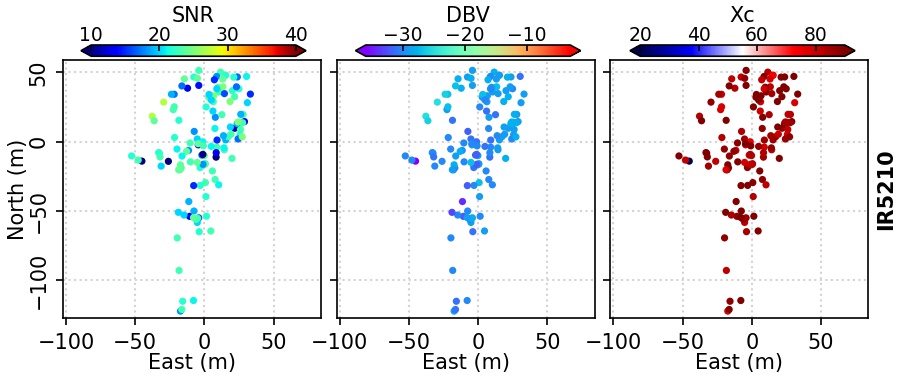 SNR DBV Xc
10 20 30 40 −30 −20 −10 20 40 60 80
50
0
−50
−100
North (m)
−100 −50 0 50 −100 −50 0 50 −100 −50 0 50
East (m) East (m) East (m)
IR5210